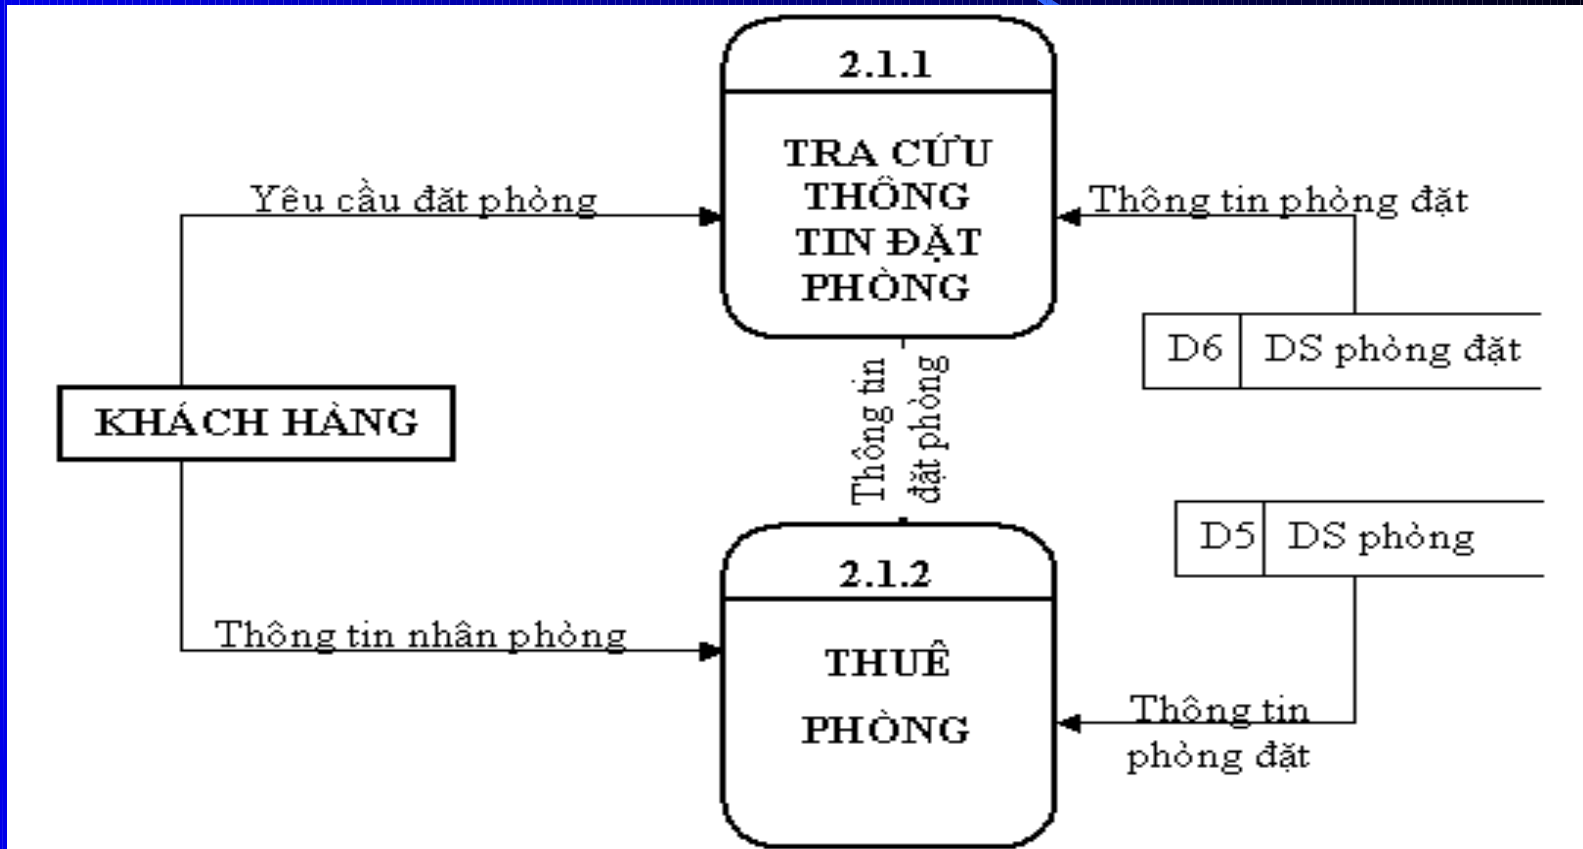 2.1.1
TRA CỨU
THÔNG
TIN ĐẶT
PHÒNG
Yêu cầu đăt phòng
Thông tin phòng đặt
D6 DS phòng đặt
KHÁCH HÀNG
Thông tin
đặt phòng
D5 DS phòng
2.1.2
THUÊ
PHÒNG
Thông tin nhân phòng
Thông tin
phòng đặt